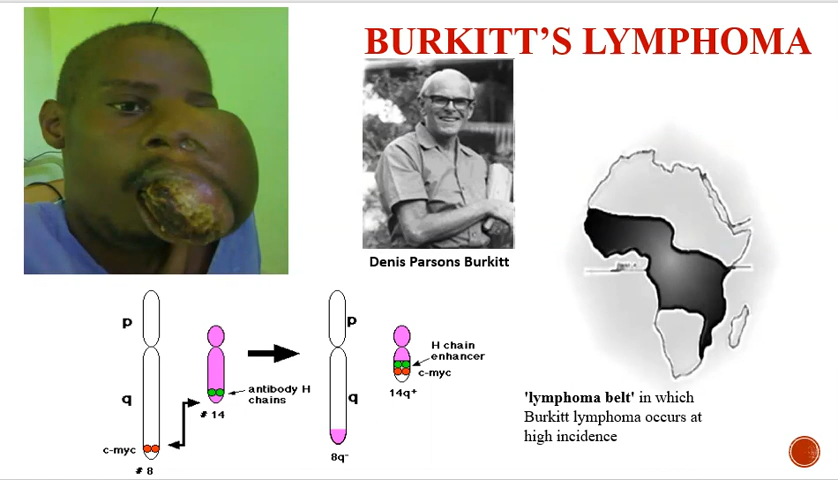 BURKITT'S LYMPHOMA
Denis Parsons Burkitt
p
q
c-myc
# 8
antibody H
chains
# 14
p
q
8q-
H chain
enhancer
c-myc
14q+
'lymphoma belt' in which
Burkitt lymphoma occurs at
high incidence